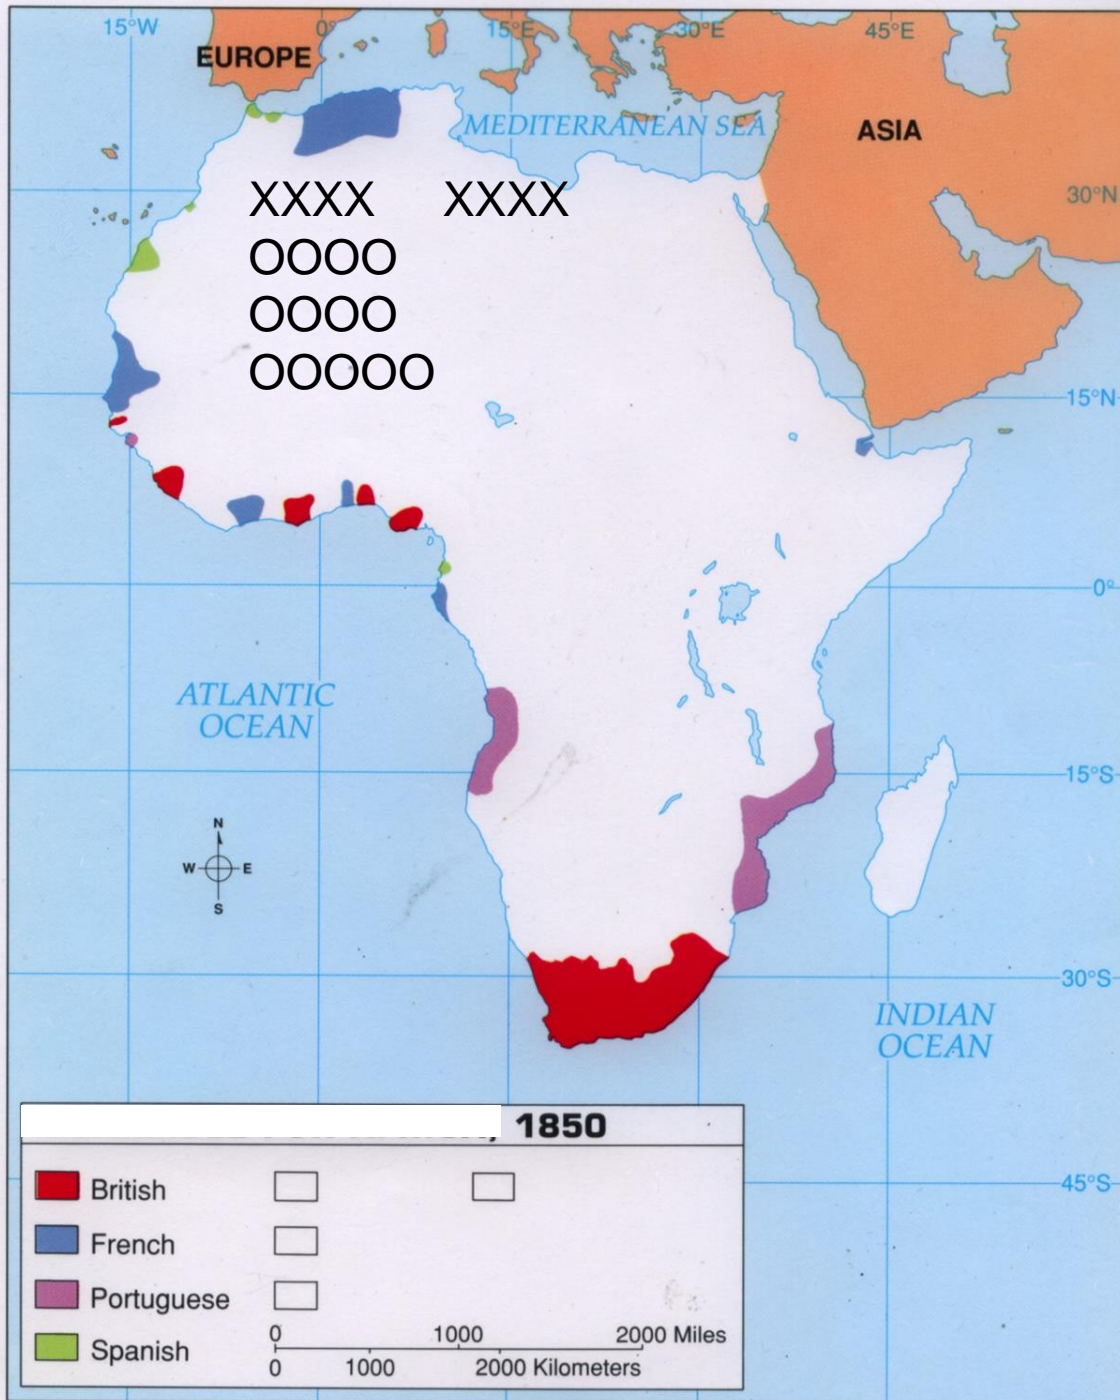 15°W 0° 15°E 30°E 45°E
EUROPE
MEDITERRANEAN SEA
ASIA
XXXX XXXX
30°N
OOOO
OOOO
OOOOO
15°N
0°
ATLANTIC
OCEAN
15°S
N
W E
S
30°S
INDIAN
OCEAN
1850
British
45°S
French
Portuguese
0 1000 2000 Miles
Spanish
0 1000 2000 Kilometers